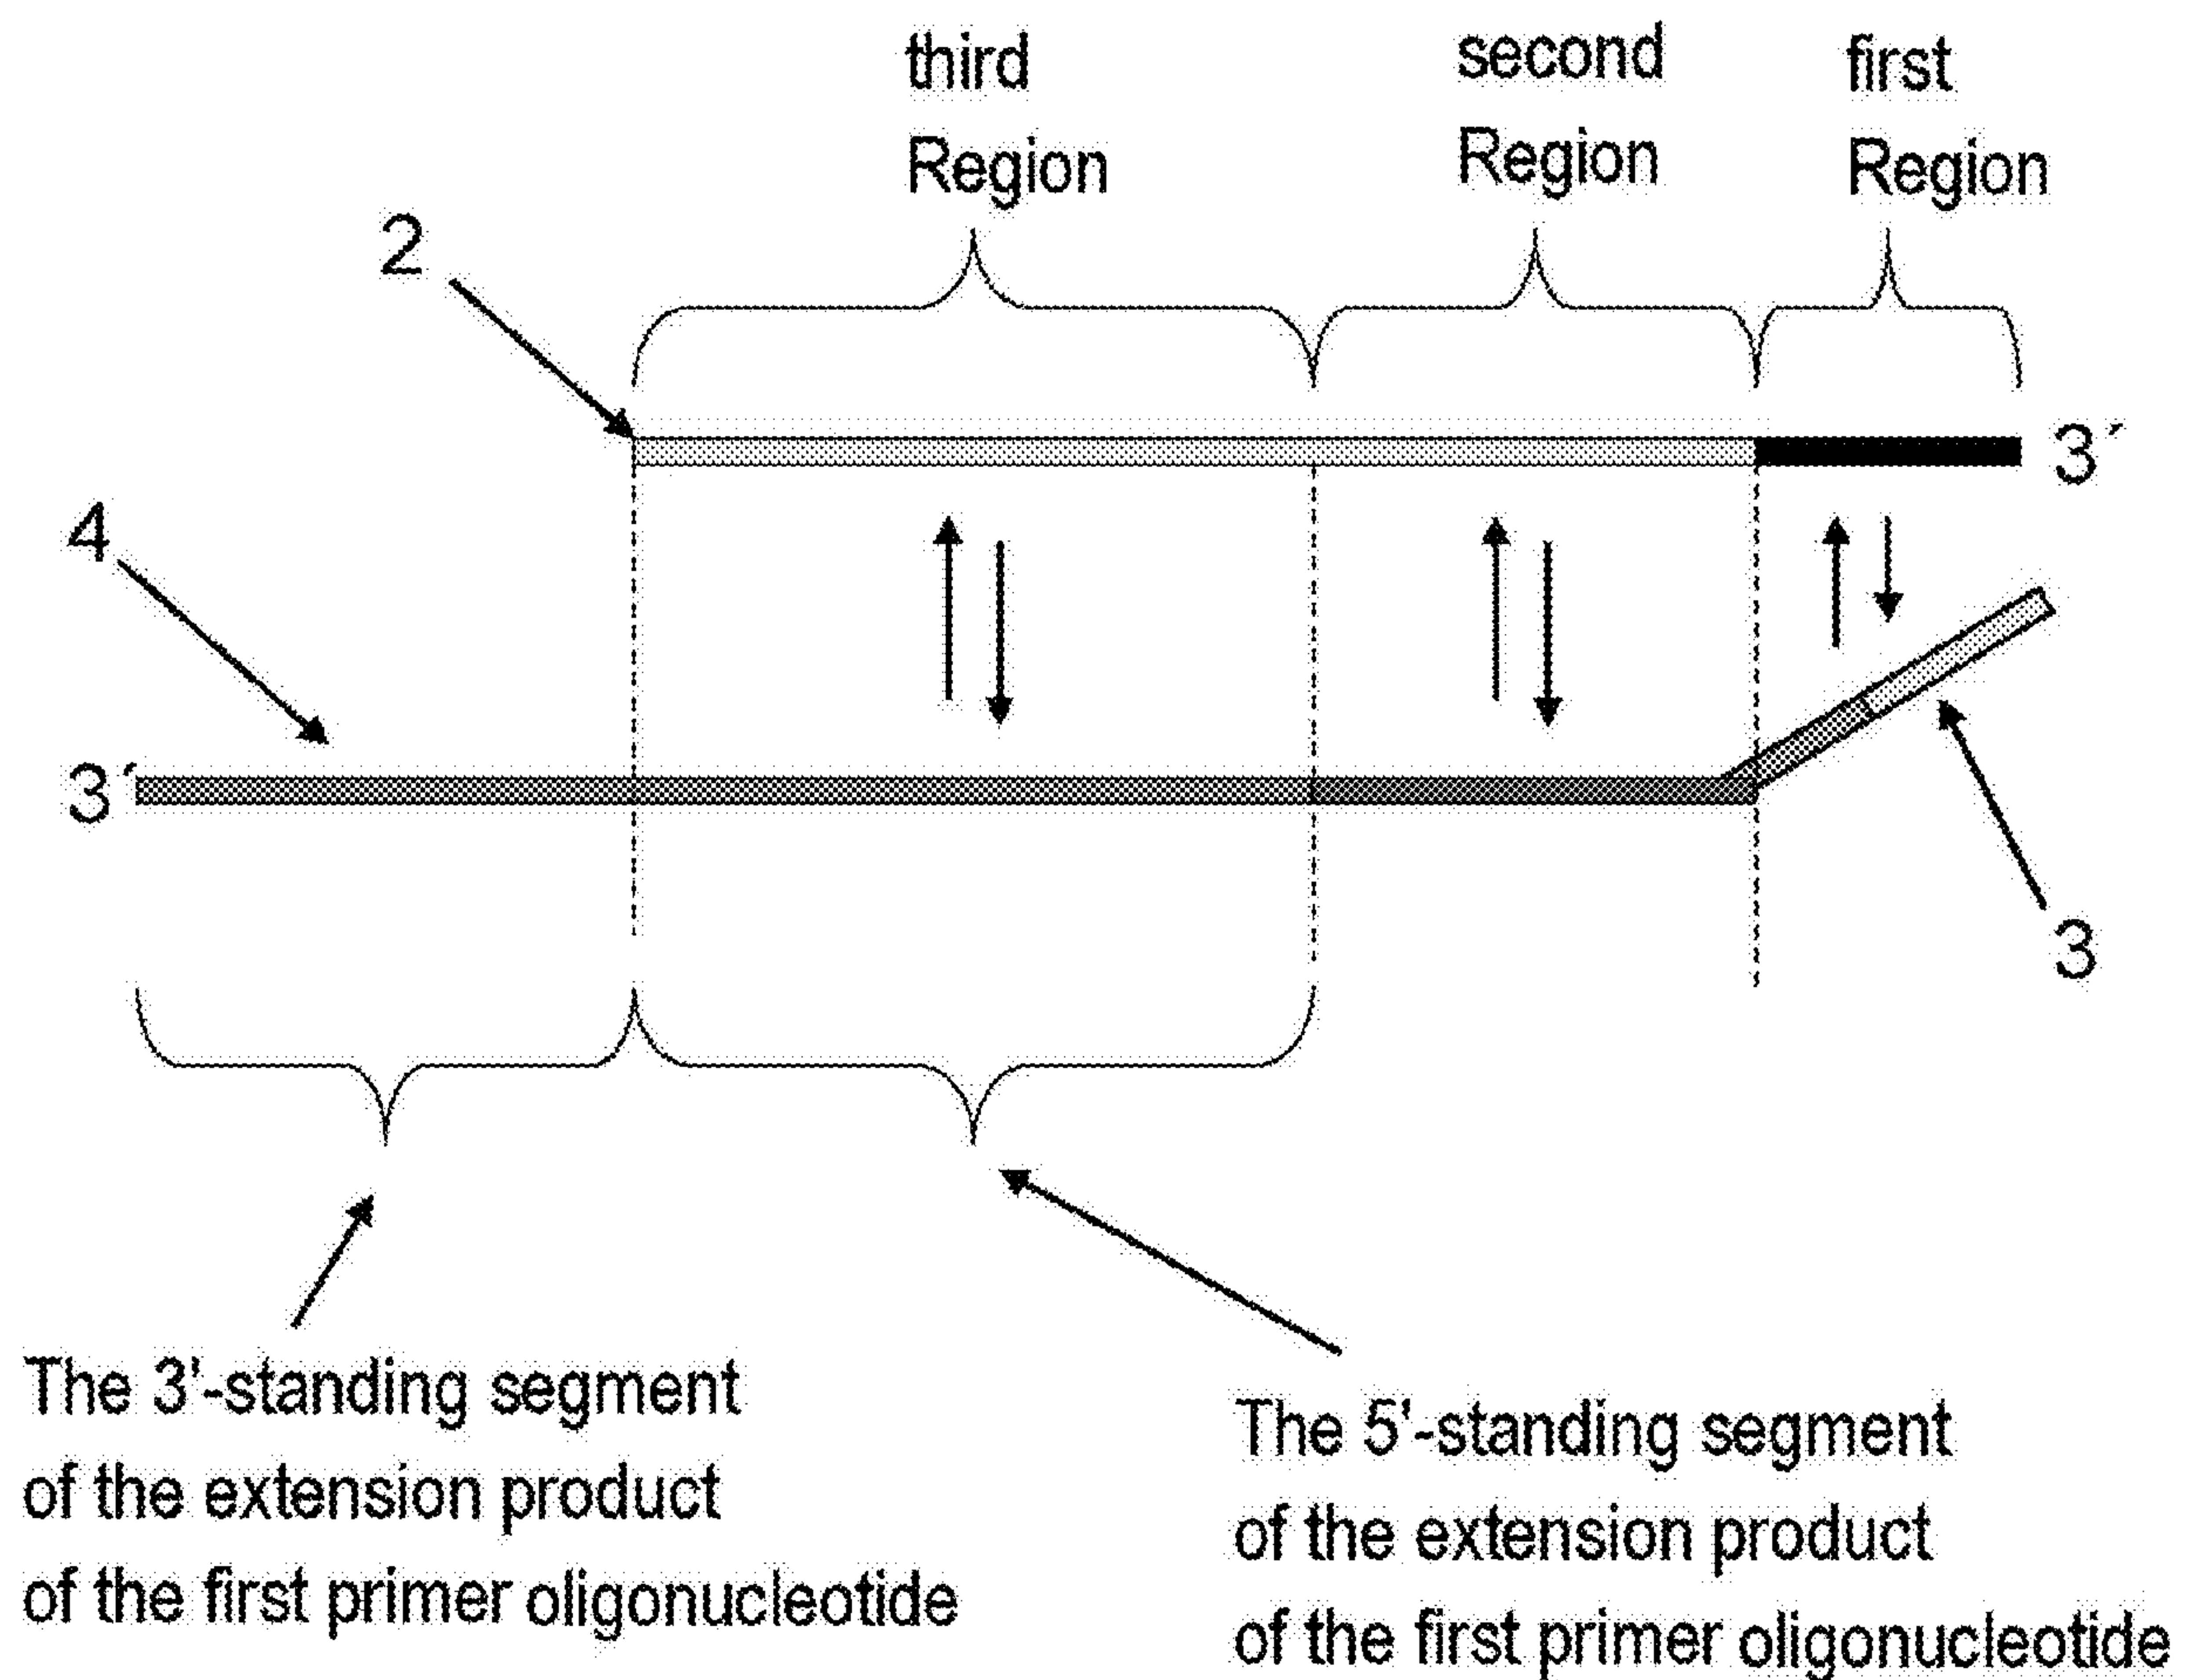 third
Region
second
Region
first
Region
2
3´
4
3´
3
The 3'-standing segment
of the extension product
of the first primer oligonucleotide
The 5'-standing segment
of the extension product
of the first primer oligonucleotide